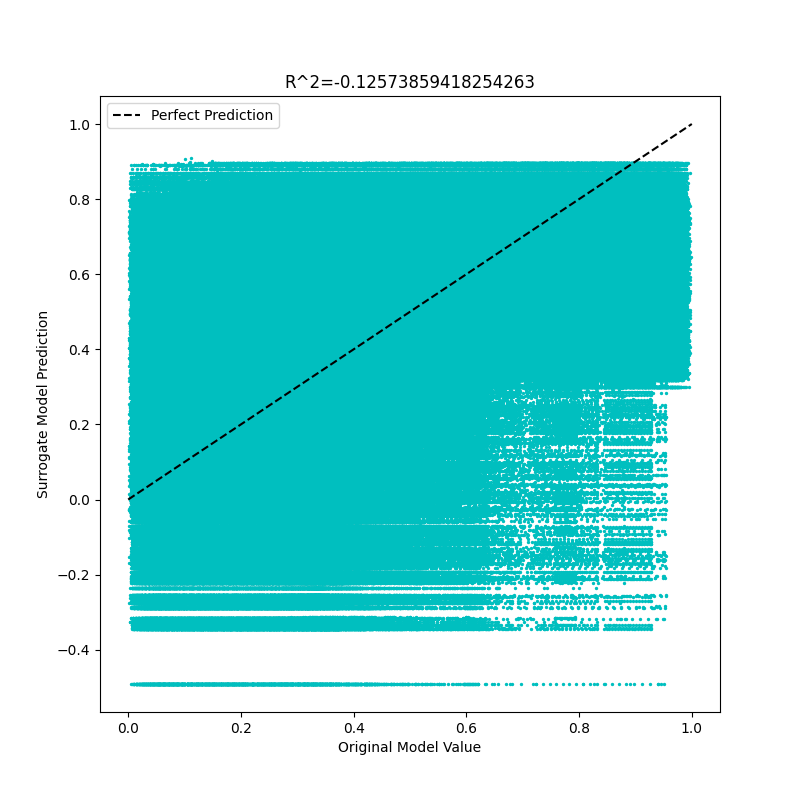 R^2=-0.12573859418254263
Perfect Prediction
1.0
0.8
0.6
0.4
0.2
0.0
−0.2
−0.4
Surrogate Model Prediction
0.0 0.2 0.4 0.6 0.8 1.0
Original Model Value